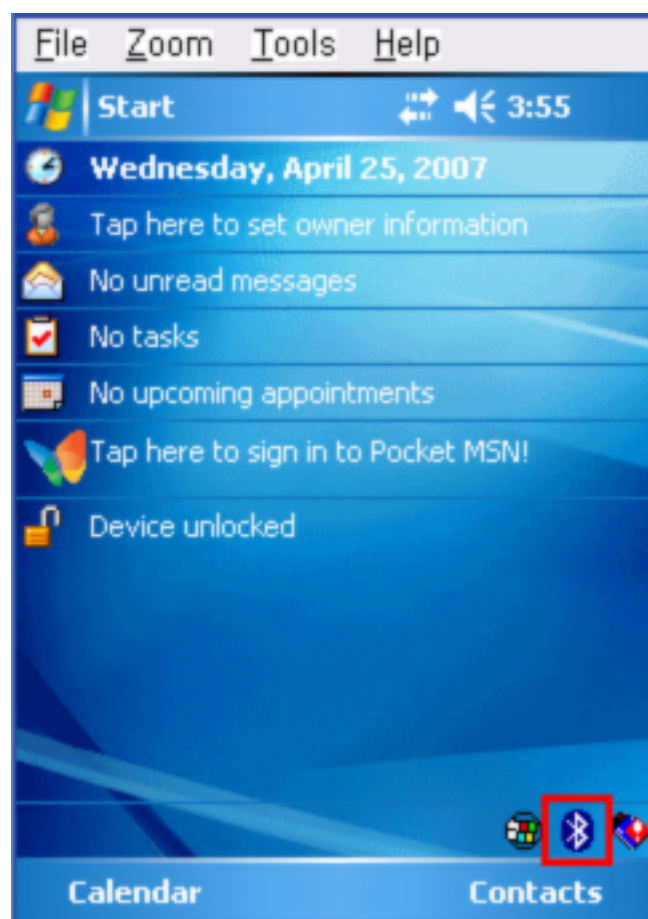 File Zoom Tools Help
Start 3:55
Wednesday, April 25, 2007
Tap here to set owner information
No unread messages
No tasks
No upcoming appointments
Tap here to sign in to Pocket MSN!
Device unlocked
Calendar Contacts